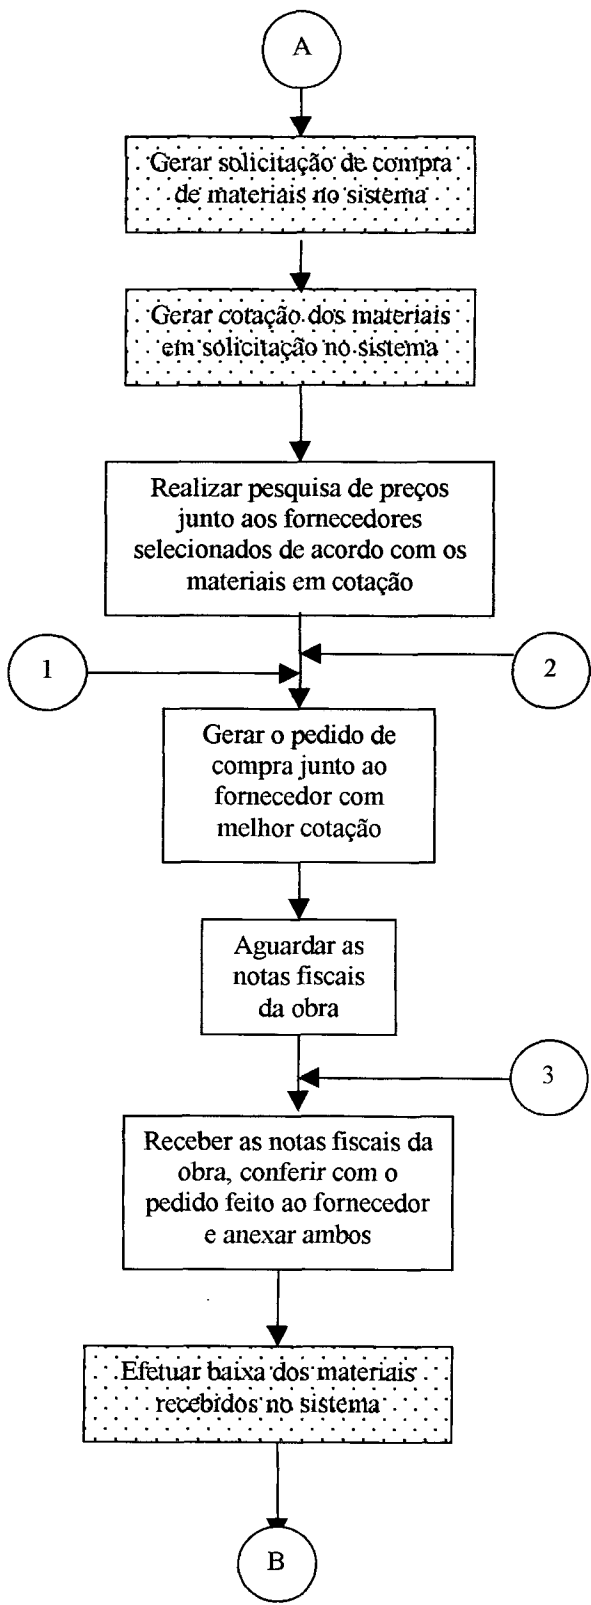 A
Gerar solicitação de compra
de materiais no sistema
Gerar cotação dos materiais
em solicitação no sistema
Realizar pesquisa de preços
junto aos fornecedores
selecionados de acordo com os
materiais em cotação
1
2
Gerar o pedido de
compra junto ao
fornecedor com
melhor cotação
Aguardar as
notas fiscais
da obra
3
Receber as notas fiscais da
obra, conferir com o
pedido feito ao fornecedor
e anexar ambos
Efetuar baixa dos materiais
recebidos no sistema
B